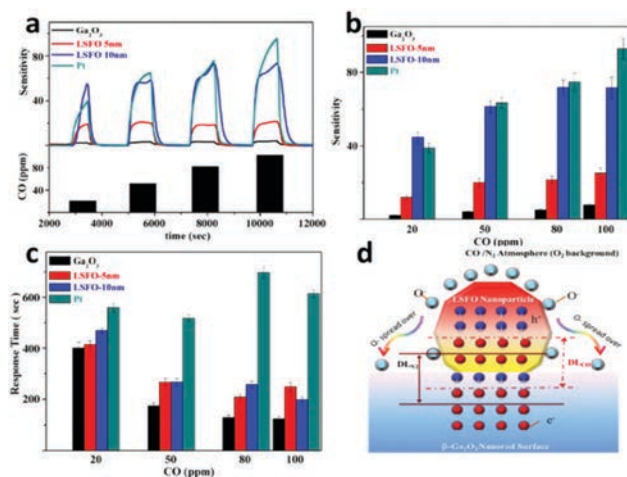 a
Ga₂O₃
LSFO 5nm
LSFO 10nm
Pt
Sensitivity
80
40
0
CO (ppm)
80
40
2000 4000 6000 8000 10000 12000
time (sec)
b
Ga₂O₃
LSFO-5nm
LSFO-10nm
Pt
Sensitivity
80
40
0
20 50 80 100
CO (ppm)
c
Ga₂O₃
LSFO-5nm
LSFO-10nm
Pt
Response Time ( sec )
600
400
200
20 50 80 100
CO (ppm)
d
CO /N₂ Atmosphere (O₂ background)
O⁻ O⁻
LSFO Nanoparticle
h⁺
O- spread over O- spread over
e⁻
β-Ga₂O₃ Nanorod Surface